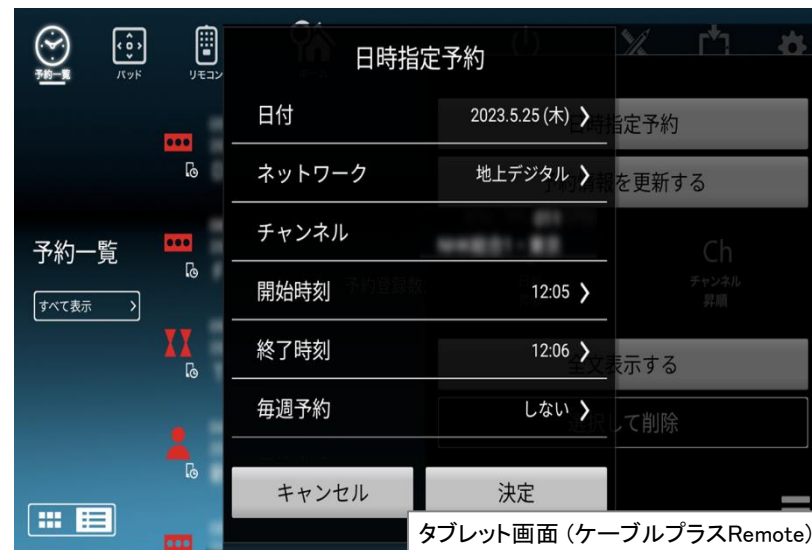 予約一覧
パッド
リモコン
日時指定予約
日付 2023.5.25(木)
ネットワーク 地上デジタル
チャンネル
開始時刻 12:05
終了時刻 12:06
毎週予約 しない
キャンセル 決定
予約一覧
すべて表示
指定予約
予約情報を更新する
予約登録数
Ch
チャンネル
昇順
全文表示する
選択して削除
タブレット画面 (ケーブルプラスRemote)